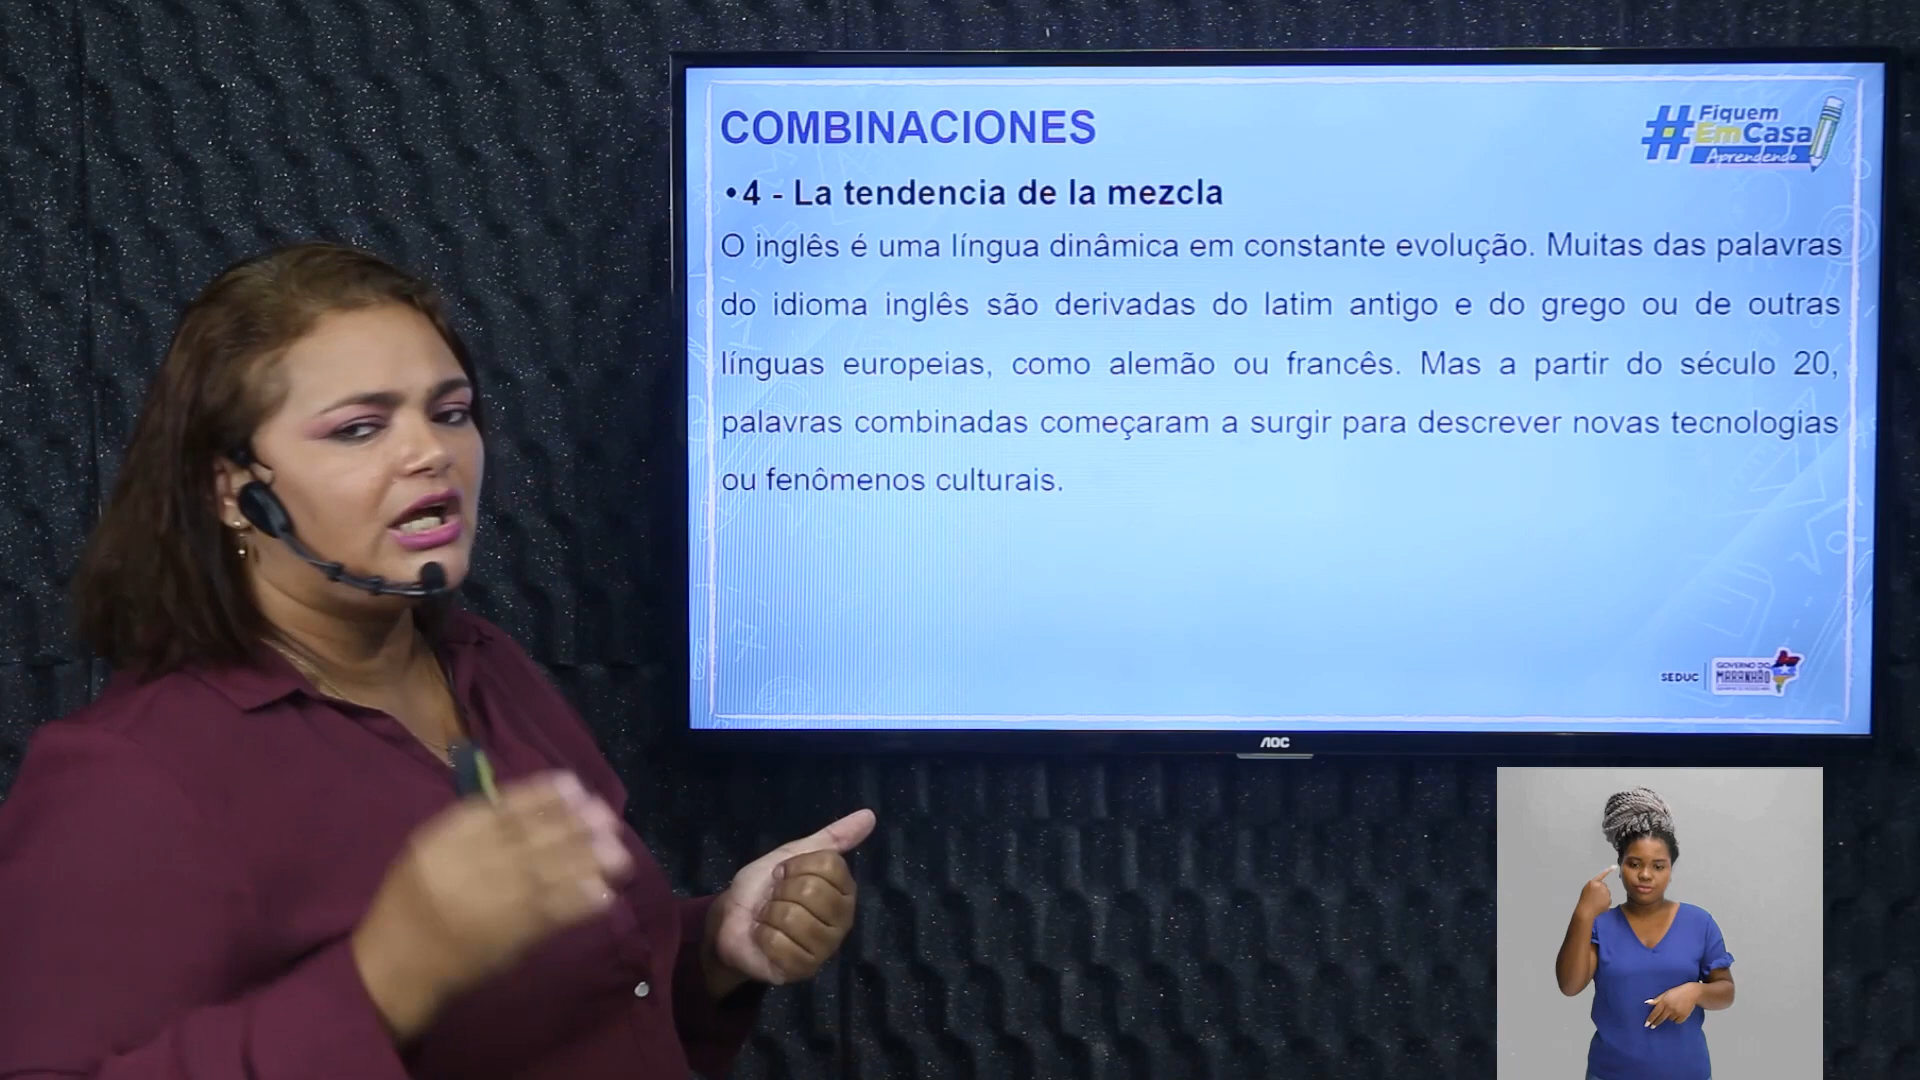 COMBINACIONES
#Fiquem
EmCasa
Aprendendo
•4 - La tendencia de la mezcla
O inglês é uma língua dinâmica em constante evolução. Muitas das palavras
do idioma inglês são derivadas do latim antigo e do grego ou de outras
línguas europeias, como alemão ou francês. Mas a partir do século 20,
palavras combinadas começaram a surgir para descrever novas tecnologias
ou fenômenos culturais.
SEDUC
GOVERNO DO
MARANHÃO
AOC